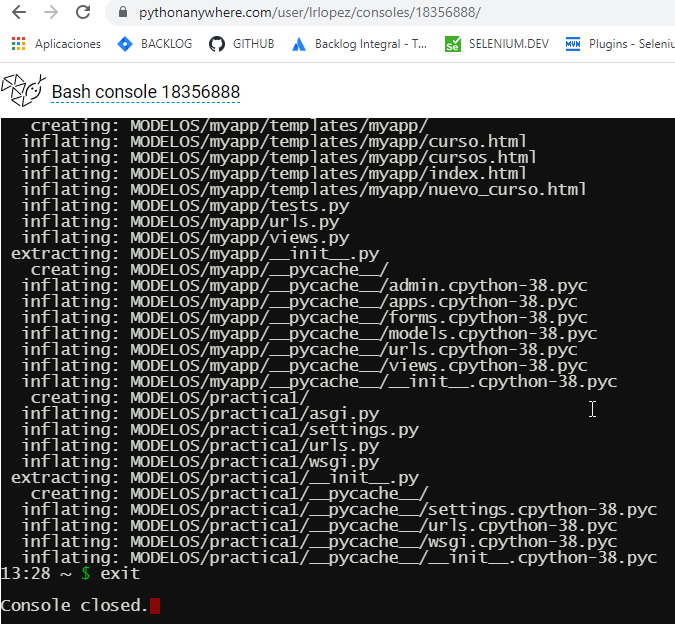 pythonanywhere.com/user/lrlopez/consoles/18356888/
Aplicaciones BACKLOG GITHUB Backlog Integral - T... Se SELENIUM.DEV MVN Plugins - Seleniu
Bash console 18356888
creating: MODELOS/myapp/templates/myapp/
inflating: MODELOS/myapp/templates/myapp/curso.html
inflating: MODELOS/myapp/templates/myapp/cursos.html
inflating: MODELOS/myapp/templates/myapp/index.html
inflating: MODELOS/myapp/templates/myapp/nuevo_curso.html
inflating: MODELOS/myapp/tests.py
inflating: MODELOS/myapp/urls.py
inflating: MODELOS/myapp/views.py
extracting: MODELOS/myapp/__init__.py
creating: MODELOS/myapp/__pycache__/
inflating: MODELOS/myapp/__pycache__/admin.cpython-38.pyc
inflating: MODELOS/myapp/__pycache__/apps.cpython-38.pyc
inflating: MODELOS/myapp/__pycache__/forms.cpython-38.pyc
inflating: MODELOS/myapp/__pycache__/models.cpython-38.pyc
inflating: MODELOS/myapp/__pycache__/urls.cpython-38.pyc
inflating: MODELOS/myapp/__pycache__/views.cpython-38.pyc
inflating: MODELOS/myapp/__pycache__/__init__.cpython-38.pyc
creating: MODELOS/practica1/
inflating: MODELOS/practica1/asgi.py
inflating: MODELOS/practica1/settings.py
inflating: MODELOS/practica1/urls.py
inflating: MODELOS/practica1/wsgi.py
extracting: MODELOS/practica1/__init__.py
creating: MODELOS/practica1/__pycache__/
inflating: MODELOS/practica1/__pycache__/settings.cpython-38.pyc
inflating: MODELOS/practica1/__pycache__/urls.cpython-38.pyc
inflating: MODELOS/practica1/__pycache__/wsgi.cpython-38.pyc
inflating: MODELOS/practica1/__pycache__/__init__.cpython-38.pyc
13:28 ~ $ exit
Console closed.